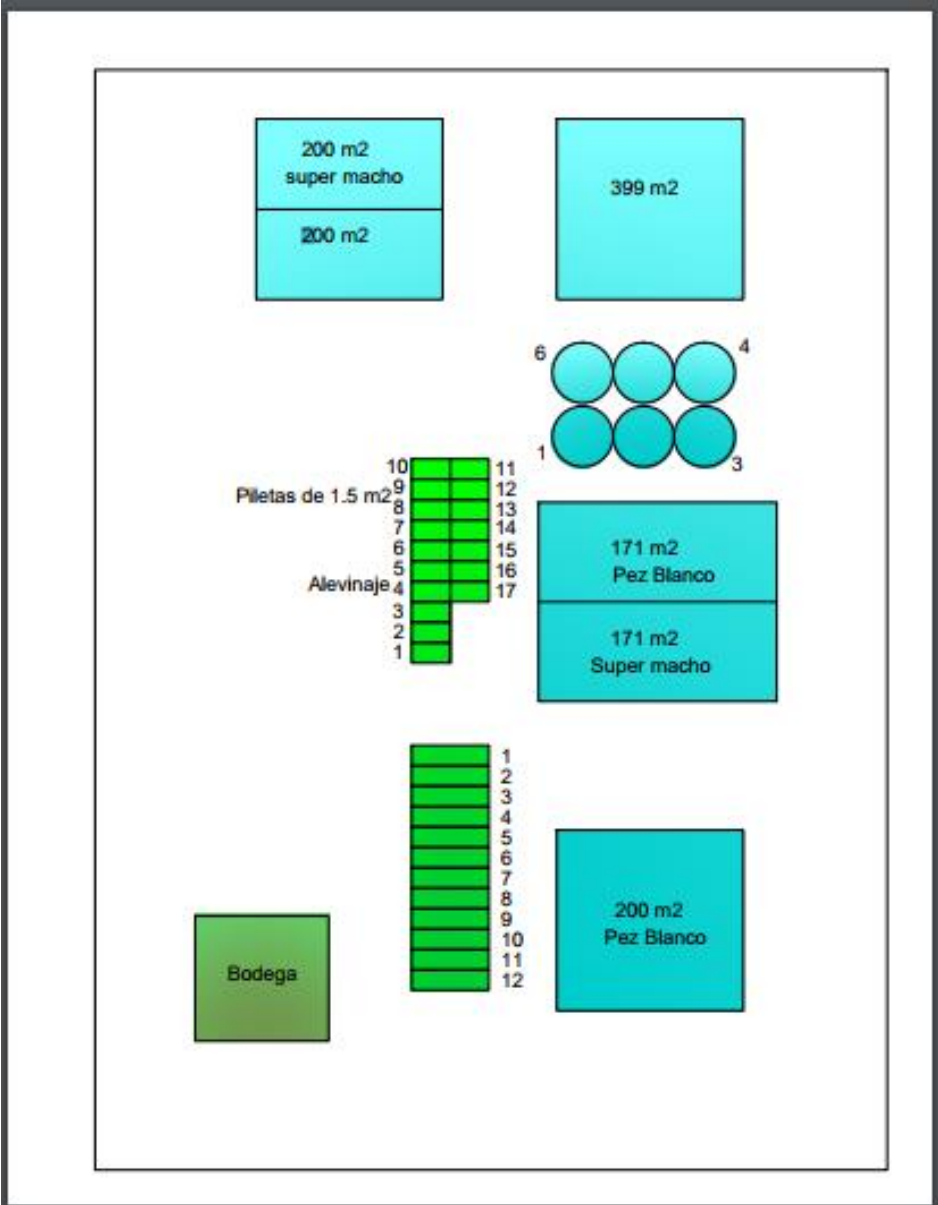 200 m2
super macho
200 m2
399 m2
6
4
1
3
10
11
Piletas de 1.5 m2
9
12
8
13
7
14
6
15
5
16
Alevinaje
4
17
3
2
1
171 m2
Pez Blanco
171 m2
Super macho
1
2
3
4
5
6
7
8
9
10
11
12
200 m2
Pez Blanco
Bodega